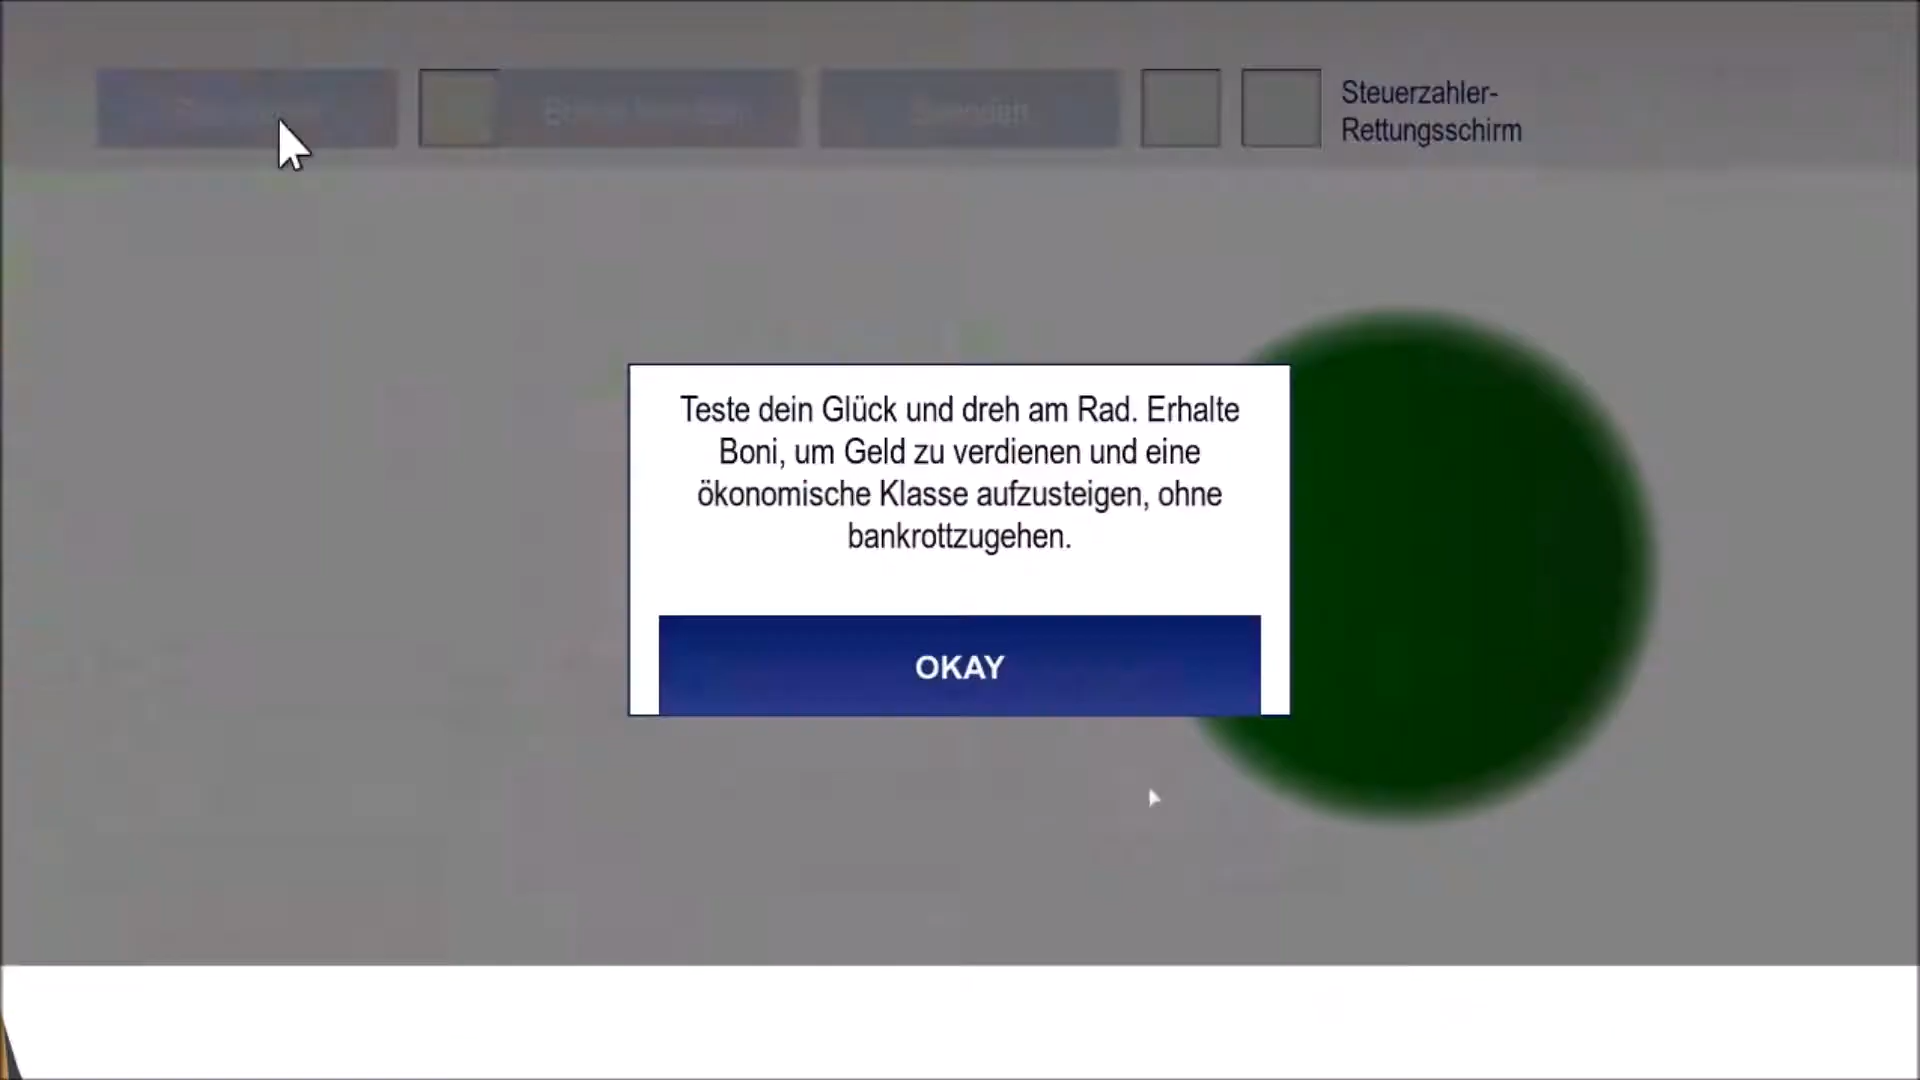 Steuerzahler-
Rettungsschirm
Teste dein Glück und dreh am Rad. Erhalte
Boni, um Geld zu verdienen und eine
ökonomische Klasse aufzusteigen, ohne
bankrottzugehen.
OKAY